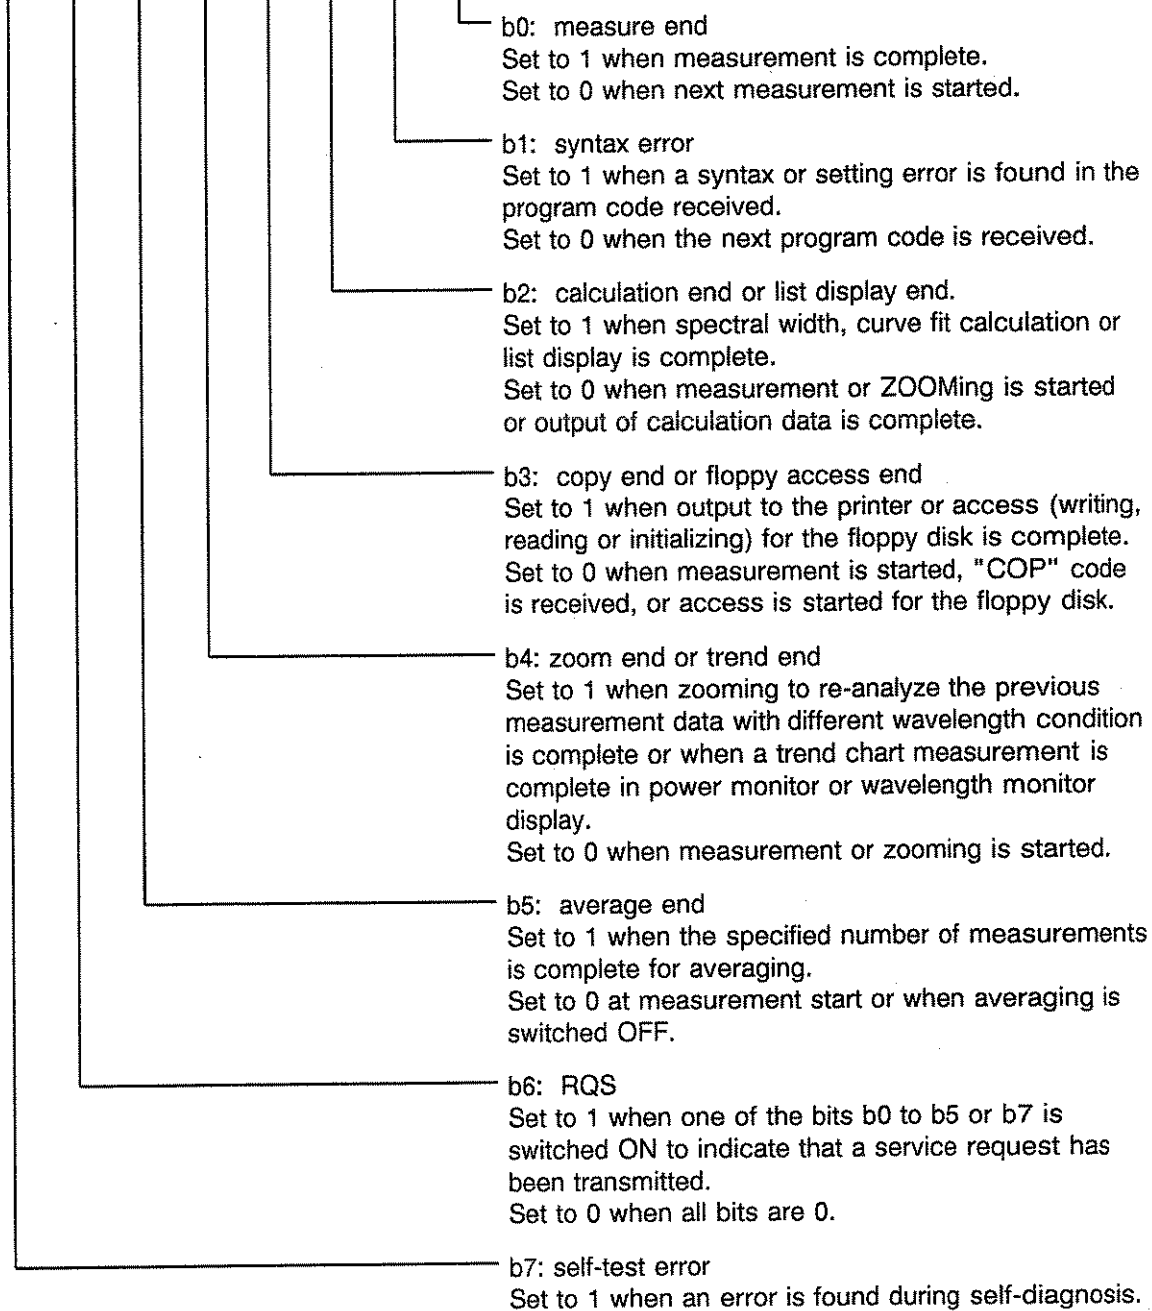 b0: measure end
Set to 1 when measurement is complete.
Set to 0 when next measurement is started.
b1: syntax error
Set to 1 when a syntax or setting error is found in the
program code received.
Set to 0 when the next program code is received.
b2: calculation end or list display end.
Set to 1 when spectral width, curve fit calculation or
list display is complete.
Set to 0 when measurement or ZOOMing is started
or output of calculation data is complete.
b3: copy end or floppy access end
Set to 1 when output to the printer or access (writing,
reading or initializing) for the floppy disk is complete.
Set to 0 when measurement is started, "COP" code
is received, or access is started for the floppy disk.
b4: zoom end or trend end
Set to 1 when zooming to re-analyze the previous
measurement data with different wavelength condition
is complete or when a trend chart measurement is
complete in power monitor or wavelength monitor
display.
Set to 0 when measurement or zooming is started.
b5: average end
Set to 1 when the specified number of measurements
is complete for averaging.
Set to 0 at measurement start or when averaging is
switched OFF.
b6: RQS
Set to 1 when one of the bits b0 to b5 or b7 is
switched ON to indicate that a service request has
been transmitted.
Set to 0 when all bits are 0.
b7: self-test error
Set to 1 when an error is found during self-diagnosis.